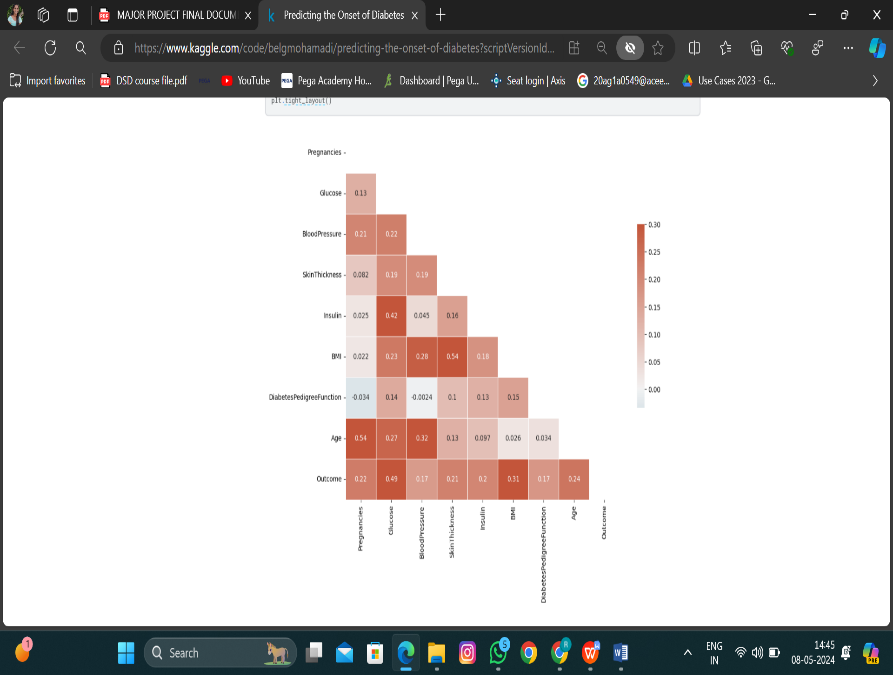 MAJOR PROJECT FINAL DOCUM
Predicting the Onset of Diabetes
https://www.kaggle.com/code/belgmohamadi/predicting-the-onset-of-diabetes?scriptVersionId...
Import favorites
DSD course file.pdf
YouTube
Pega Academy Ho...
Dashboard | Pega U...
Seat login | Axis
20ag1a0549@acee...
Use Cases 2023 - G...
plt.tight_layout()
Pregnancies
Glucose 0.13
BloodPressure 0.21 0.22
SkinThickness 0.082 0.19 0.19
Insulin 0.025 0.42 0.045 0.16
BMI 0.022 0.23 0.28 0.54 0.18
DiabetesPedigreeFunction -0.034 0.14 -0.0024 0.1 0.13 0.15
Age 0.54 0.27 0.32 0.13 0.097 0.026 0.034
Outcome 0.22 0.49 0.17 0.21 0.2 0.31 0.17 0.24
Pregnancies
Glucose
BloodPressure
SkinThickness
Insulin
BMI
DiabetesPedigreeFunction
Age
Outcome
0.30
0.25
0.20
0.15
0.10
0.05
0.00
1
Search
5
R
ENG
IN
14:45
08-05-2024